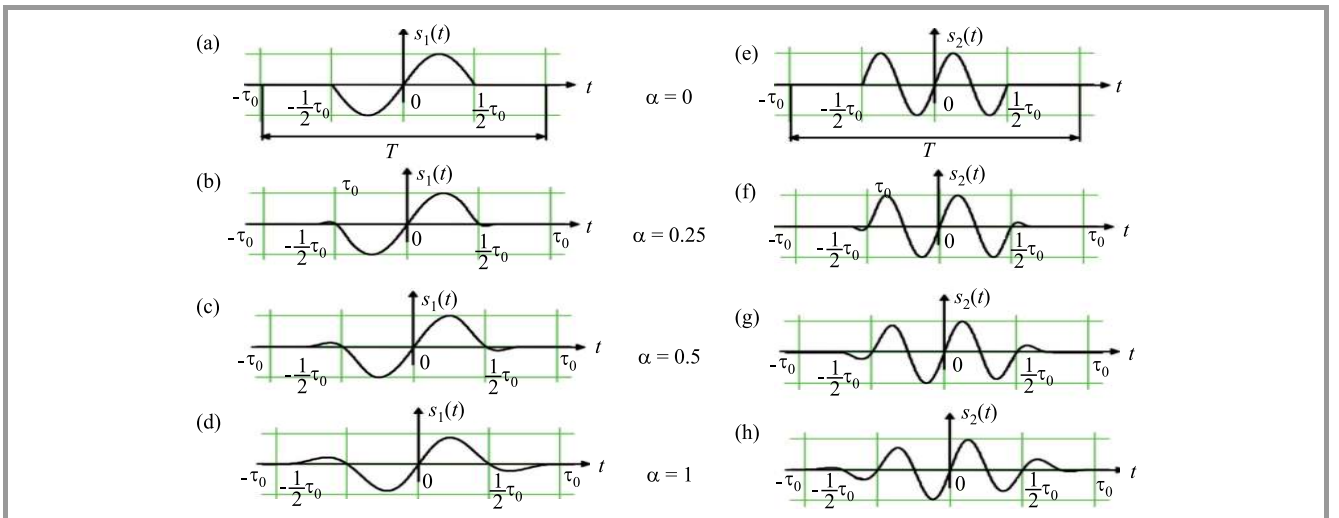 (a) s₁(t) t -τ₀ -1/2τ₀ 0 1/2τ₀ T
α = 0
(e) s₂(t) t -τ₀ -1/2τ₀ 0 1/2τ₀ T
(b) s₁(t) τ₀ t -τ₀ -1/2τ₀ 0 1/2τ₀ τ₀
α = 0.25
(f) s₂(t) τ₀ t -τ₀ -1/2τ₀ 0 1/2τ₀ τ₀
(c) s₁(t) t -τ₀ -1/2τ₀ 0 1/2τ₀ τ₀
α = 0.5
(g) s₂(t) t -τ₀ -1/2τ₀ 0 1/2τ₀ τ₀
(d) s₁(t) t -τ₀ -1/2τ₀ 0 1/2τ₀ τ₀
α = 1
(h) s₂(t) t -τ₀ -1/2τ₀ 0 1/2τ₀ τ₀